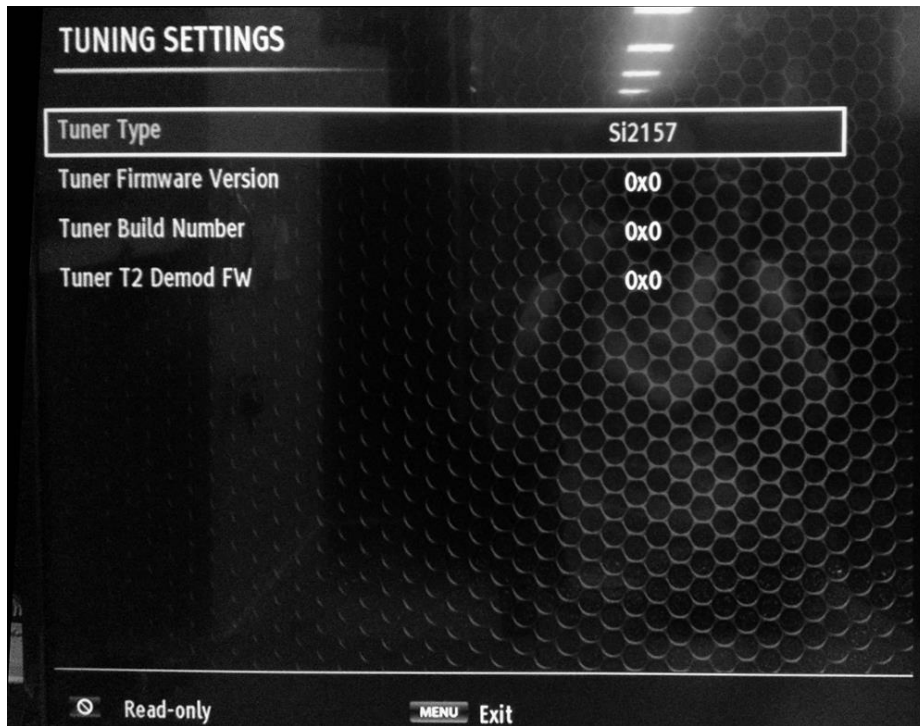 TUNING SETTINGS
Tuner Type Si2157
Tuner Firmware Version 0x0
Tuner Build Number 0x0
Tuner T2 Demod FW 0x0
Read-only MENU Exit